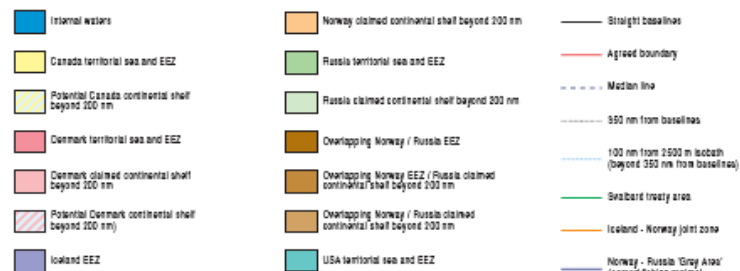 Internal waters
Canada territorial sea and EEZ
Potential Canada continental shelf
beyond 200 nm
Denmark territorial sea and EEZ
Denmark claimed continental shelf
beyond 200 nm
Potential Denmark continental shelf
beyond 200 nm)
Iceland EEZ
Norway claimed continental shelf beyond 200 nm
Russia territorial sea and EEZ
Russia claimed continental shelf beyond 200 nm
Overlapping Norway / Russia EEZ
Overlapping Norway EEZ / Russia claimed
continental shelf beyond 200 nm
Overlapping Norway / Russia claimed
continental shelf beyond 200 nm
USA territorial sea and EEZ
Straight baselines
Agreed boundary
Median line
350 nm from baselines
100 nm from 2500 m isobath
(beyond 350 nm from baselines)
Svalbard treaty area
Iceland - Norway joint zone
Norway - Russia 'Grey Area'